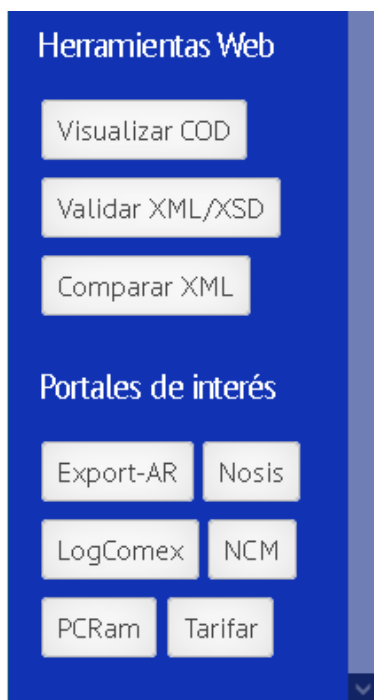 Herramientas Web
Visualizar COD
Validar XML/XSD
Comparar XML
Portales de interés
Export-AR Nosis
LogComex NCM
PCRam Tarifar